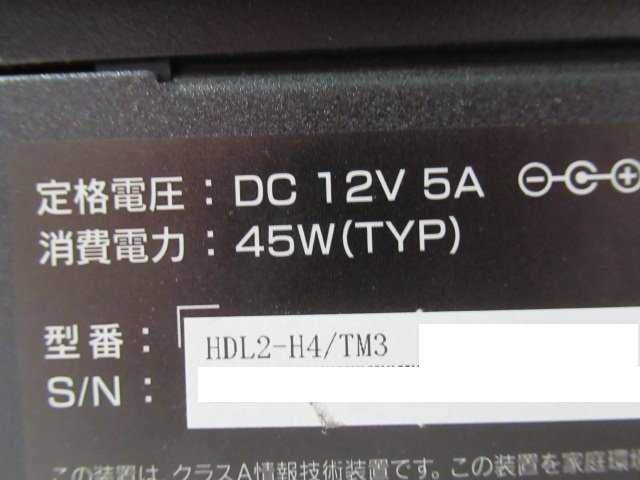 定格電圧：DC 12V 5A
消費電力：45W(TYP)
型番： HDL2-H4/TM3
S/N：
この装置は、クラスA情報技術装置です。この装置を家庭環境